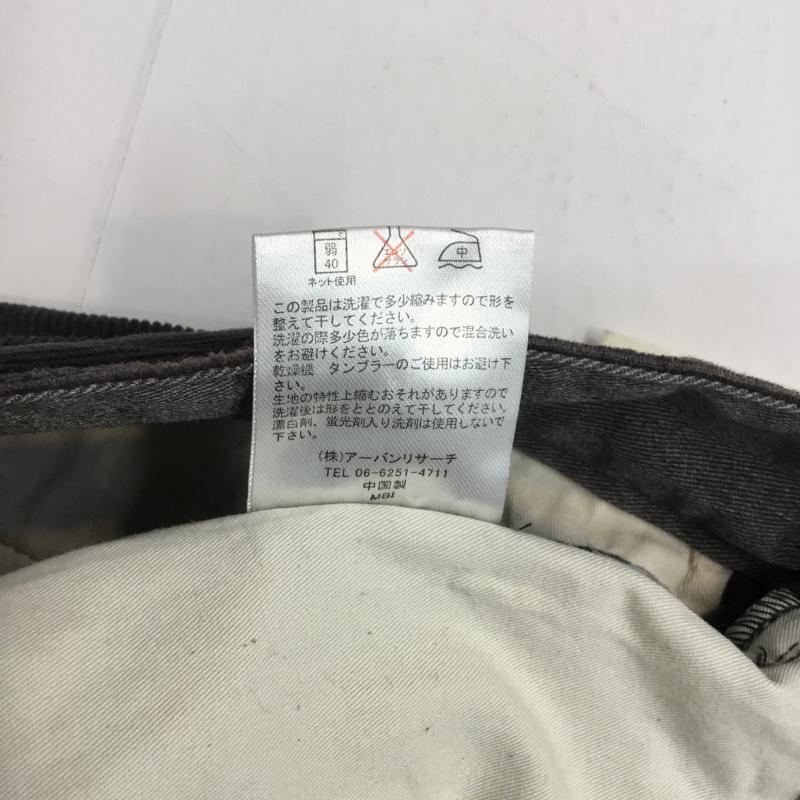 弱
40
エンソ
サラシ
中
ネット使用
この製品は洗濯で多少縮みますので形を
整えて干してください。
洗濯の際多少色が落ちますので混合洗い
をお避けください。
乾燥機 タンブラーのご使用はお避け下
さい。
生地の特性上縮むおそれがありますので
洗濯後は形をととのえて干してください。
漂白剤、蛍光剤入り洗剤は使用しないで
下さい。
(株)アーバンリサーチ
TEL 06-6251-4711
中国製
MBI